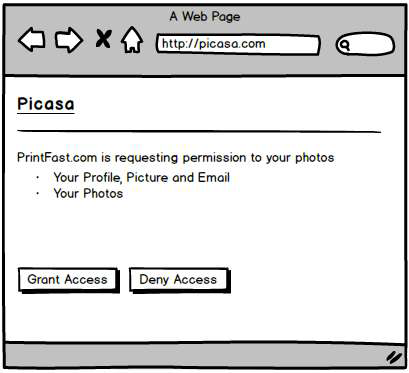 A Web Page
http://picasa.com
Picasa
PrintFast.com is requesting permission to your photos
· Your Profile, Picture and Email
· Your Photos
Grant Access
Deny Access